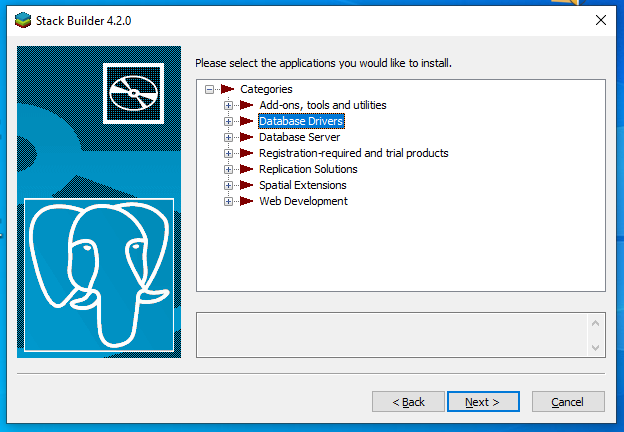 Stack Builder 4.2.0
Please select the applications you would like to install.
Categories
Add-ons, tools and utilities
Database Drivers
Database Server
Registration-required and trial products
Replication Solutions
Spatial Extensions
Web Development
< Back
Next >
Cancel